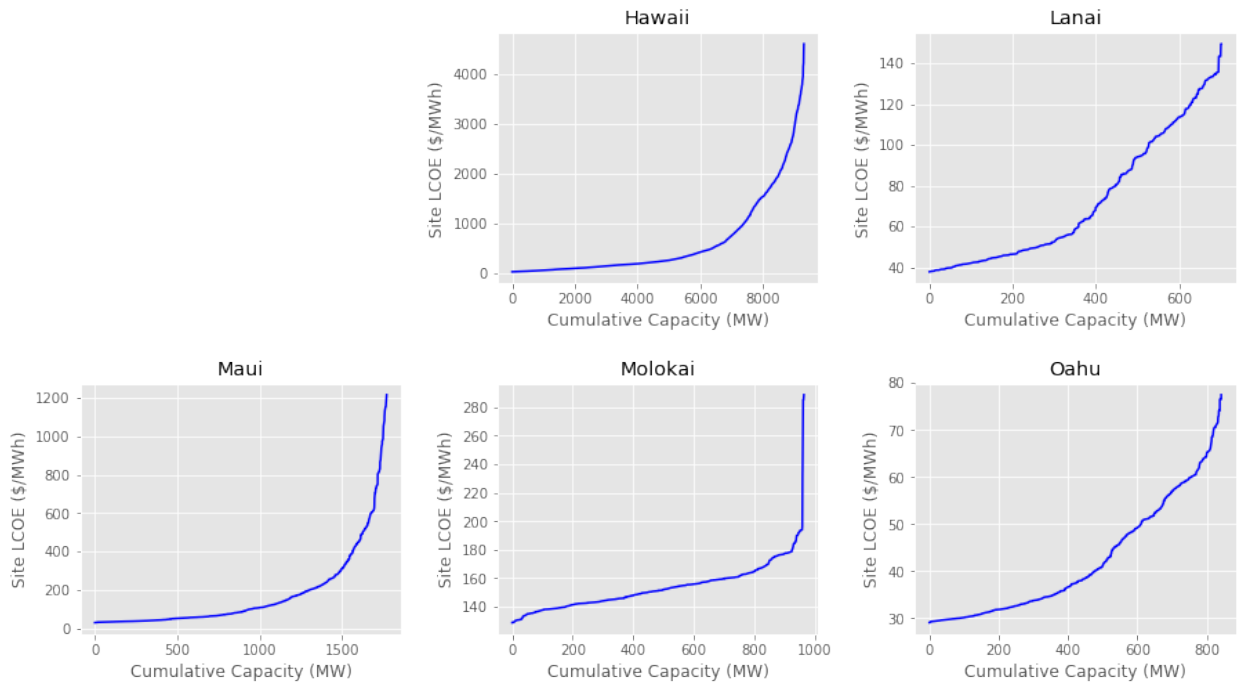 Hawaii
Site LCOE ($/MWh)
4000
3000
2000
1000
0
0 2000 4000 6000 8000
Cumulative Capacity (MW)
Lanai
Site LCOE ($/MWh)
140
120
100
80
60
40
0 200 400 600
Cumulative Capacity (MW)
Maui
Site LCOE ($/MWh)
1200
1000
800
600
400
200
0
0 500 1000 1500
Cumulative Capacity (MW)
Molokai
Site LCOE ($/MWh)
280
260
240
220
200
180
160
140
0 200 400 600 800 1000
Cumulative Capacity (MW)
Oahu
Site LCOE ($/MWh)
80
70
60
50
40
30
0 200 400 600 800
Cumulative Capacity (MW)